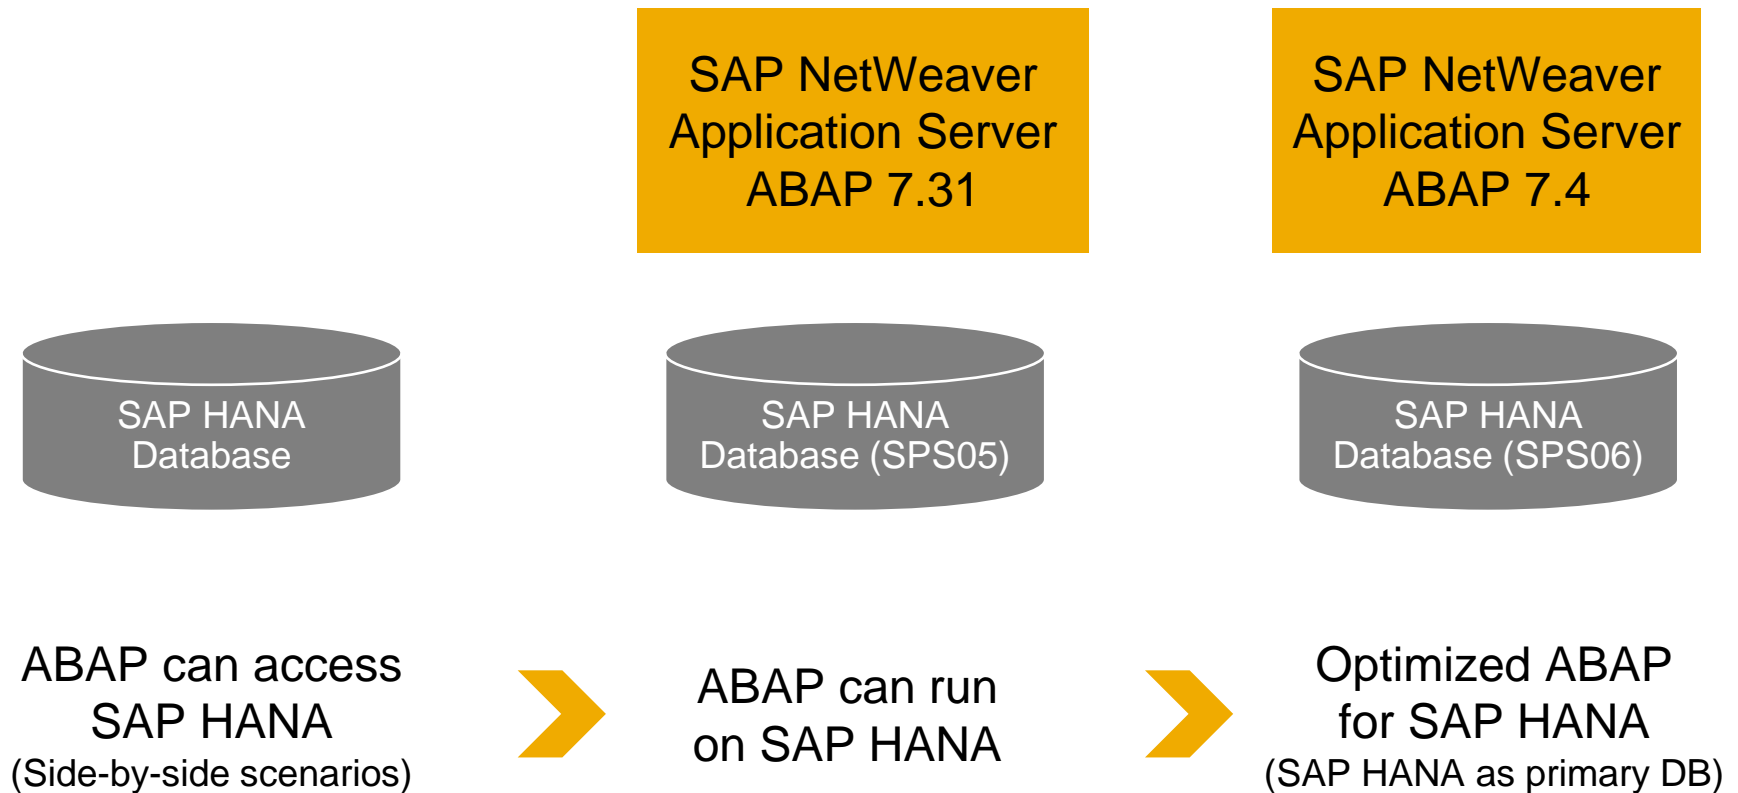 SAP NetWeaver
Application Server
ABAP 7.31
SAP NetWeaver
Application Server
ABAP 7.4
SAP HANA
Database
SAP HANA
Database (SPS05)
SAP HANA
Database (SPS06)
ABAP can access
SAP HANA
(Side-by-side scenarios)
ABAP can run
on SAP HANA
Optimized ABAP
for SAP HANA
(SAP HANA as primary DB)